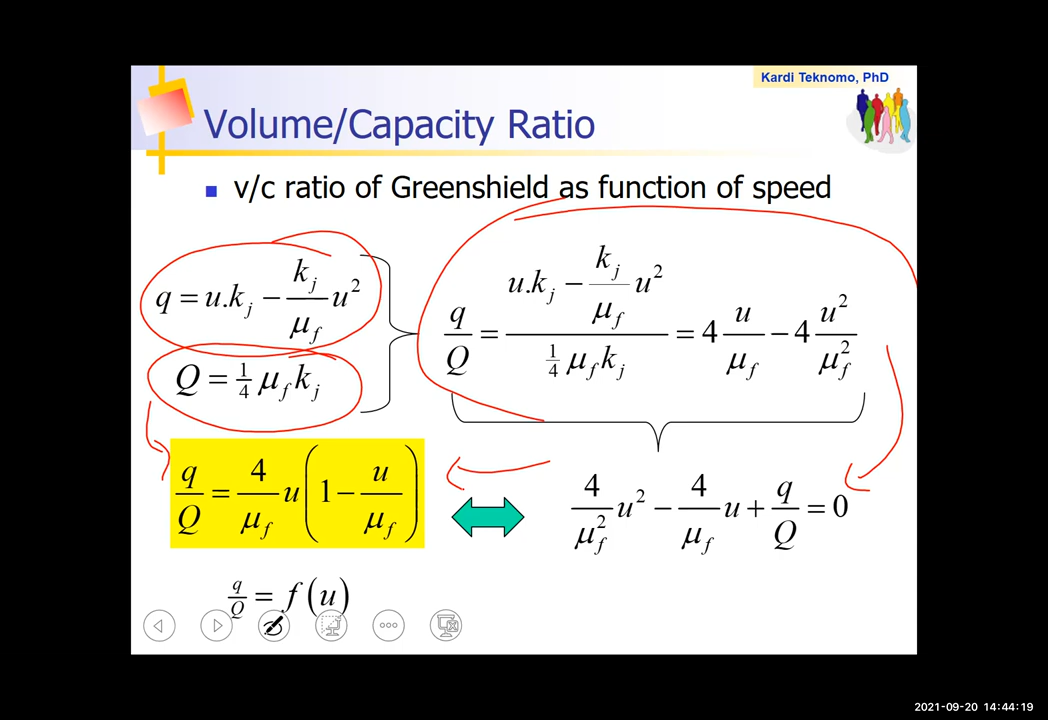 Kardi Teknomo, PhD
Volume/Capacity Ratio
v/c ratio of Greenshield as function of speed
q = u.k_j − (k_j / μ_f) u²
Q = ¼ μ_f k_j
q/Q = (u.k_j − (k_j / μ_f) u²) / (¼ μ_f k_j) = 4 (u / μ_f) − 4 (u² / μ_f²)
q/Q = (4 / μ_f) u (1 − u / μ_f)
(4 / μ_f²) u² − (4 / μ_f) u + q/Q = 0
q/Q = f(u)
2021-09-20 14:44:19